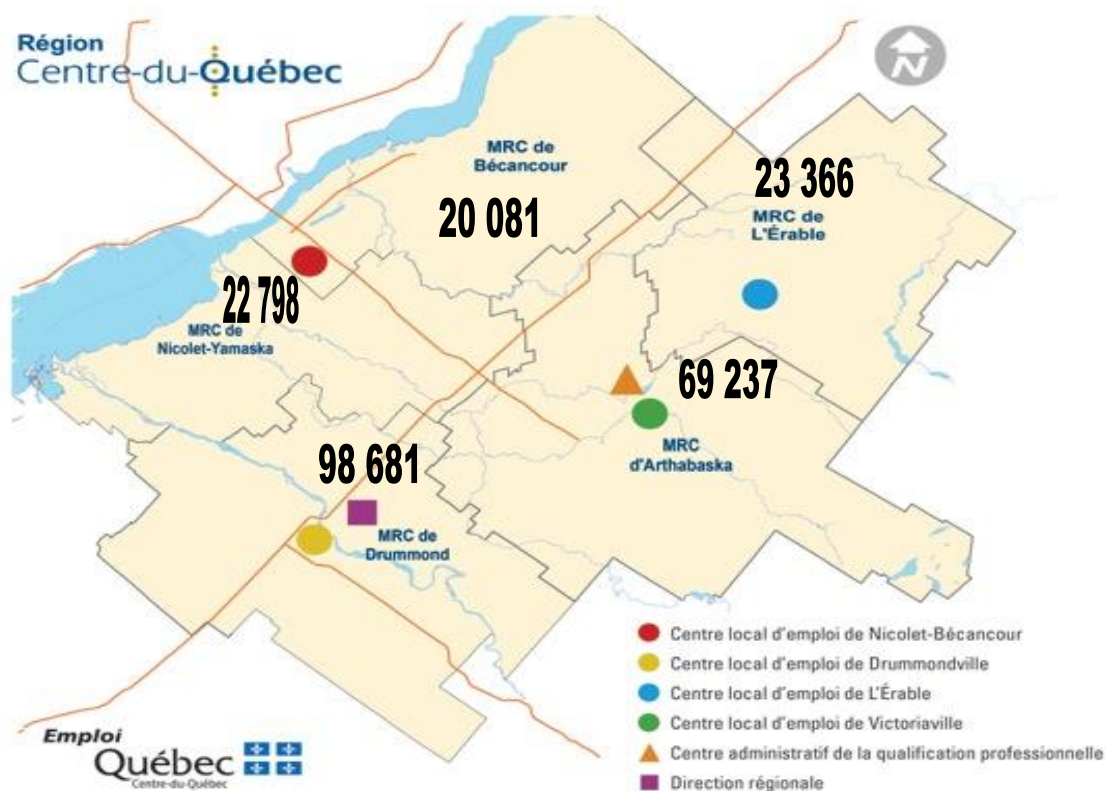 Région
Centre-du-Québec
N
MRC de
Bécancour
20 081
23 366
MRC de
L'Érable
22 798
MRC de
Nicolet-Yamaska
69 237
MRC
d'Arthabaska
98 681
MRC de
Drummond
Centre local d'emploi de Nicolet-Bécancour
Centre local d'emploi de Drummondville
Centre local d'emploi de L'Érable
Centre local d'emploi de Victoriaville
Centre administratif de la qualification professionnelle
Direction régionale
Emploi
Québec
Centre-du-Québec